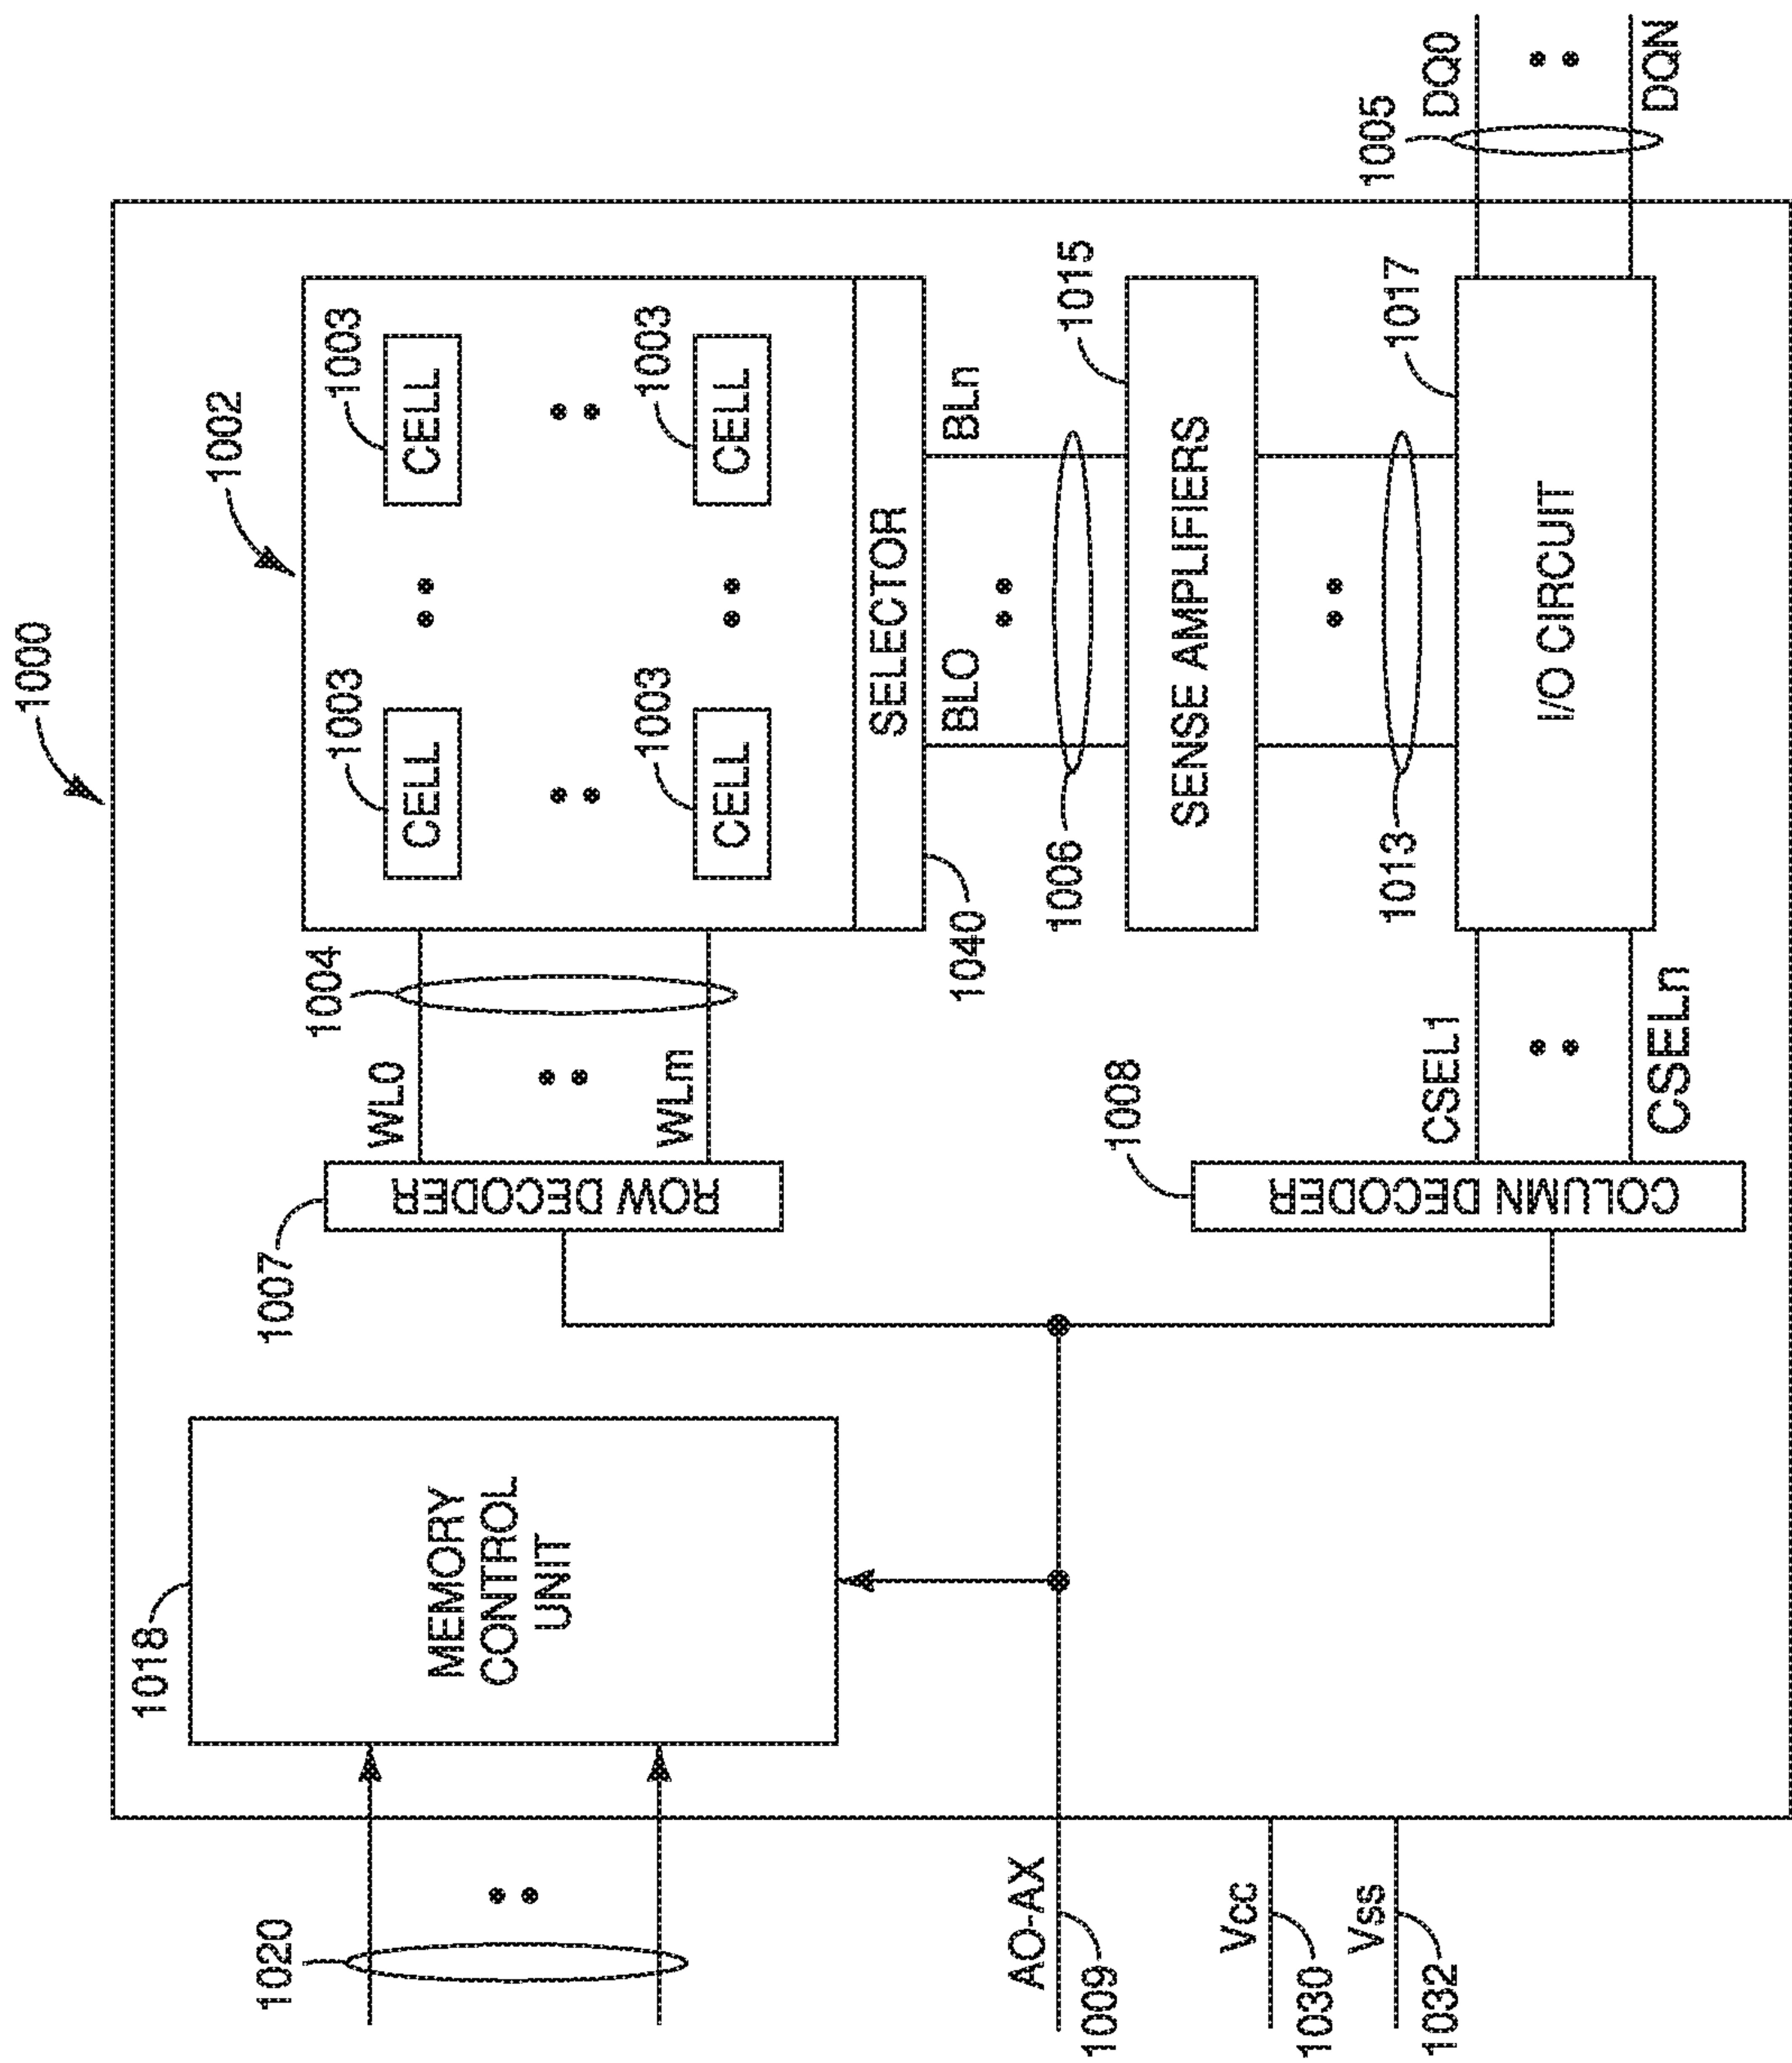 1000
1002
1003
CELL
1003
CELL
1003
CELL
1003
CELL
SELECTOR
1040
1004
WL0
WLm
1007
ROW DECODER
1018
MEMORY
CONTROL
UNIT
1020
BLO
BLn
1006
1015
SENSE AMPLIFIERS
1013
1017
I/O CIRCUIT
1005
DQ0
DQN
CSEL1
CSELn
1008
COLUMN DECODER
AO-AX
1009
Vcc
1030
Vss
1032